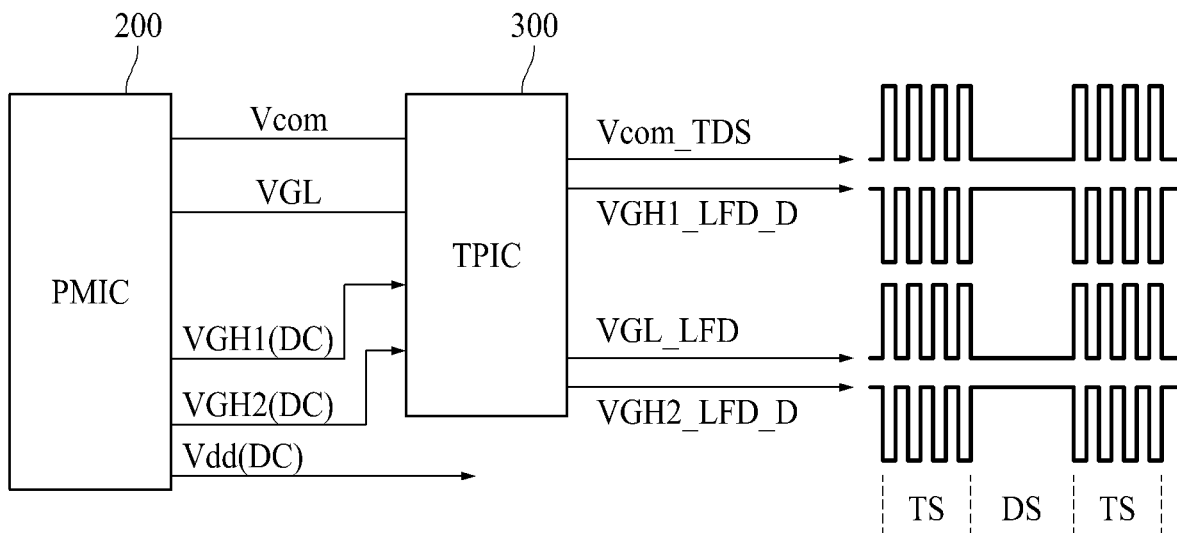 200
300
PMIC
TPIC
Vcom
VGL
VGH1(DC)
VGH2(DC)
Vdd(DC)
Vcom_TDS
VGH1_LFD_D
VGL_LFD
VGH2_LFD_D
TS
DS
TS